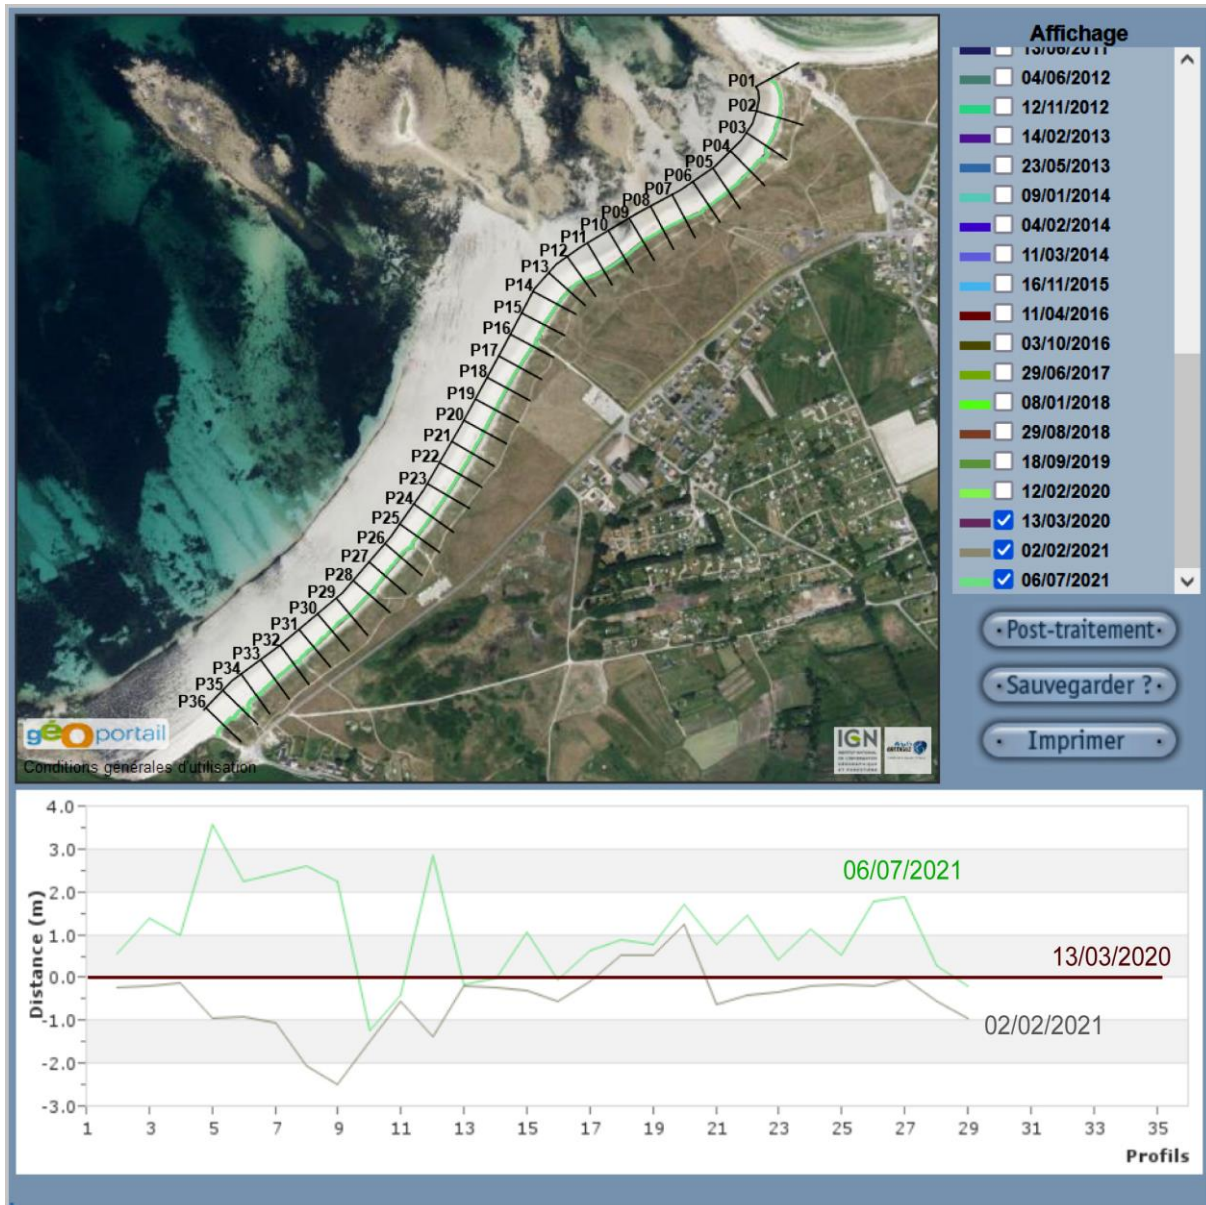 Affichage
13/06/2011
04/06/2012
12/11/2012
14/02/2013
23/05/2013
09/01/2014
04/02/2014
11/03/2014
16/11/2015
11/04/2016
03/10/2016
29/06/2017
08/01/2018
29/08/2018
18/09/2019
12/02/2020
13/03/2020
02/02/2021
06/07/2021
Post-traitement
Sauvegarder ?
Imprimer
P01
P02
P03
P04
P05
P06
P07
P08
P09
P10
P11
P12
P13
P14
P15
P16
P17
P18
P19
P20
P21
P22
P23
P24
P25
P26
P27
P28
P29
P30
P31
P32
P33
P34
P35
P36
géoportail
Conditions générales d'utilisation
IGN
4.0
3.0
2.0
1.0
0.0
-1.0
-2.0
-3.0
Distance (m)
06/07/2021
13/03/2020
02/02/2021
1 3 5 7 9 11 13 15 17 19 21 23 25 27 29 31 33 35
Profils